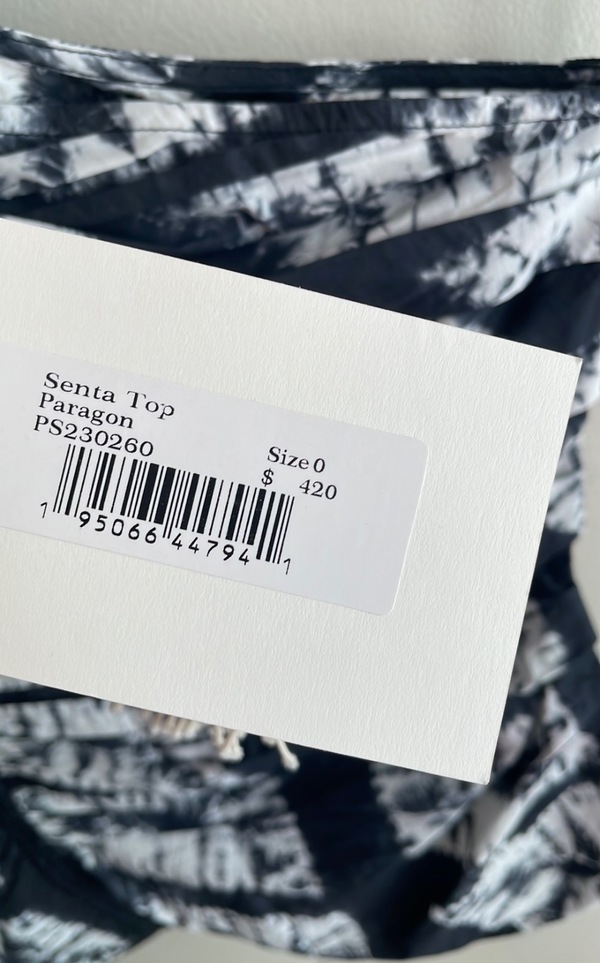 Senta Top
Paragon
PS230260
Size 0
$ 420
1 95066 44794 1